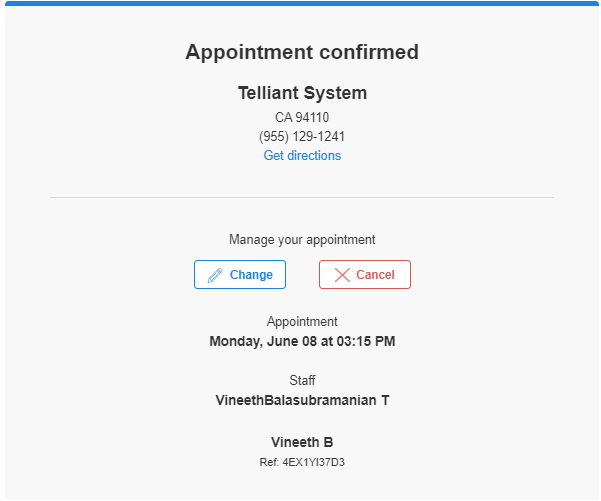 Appointment confirmed
Telliant System
CA 94110
(955) 129-1241
Get directions
Manage your appointment
Change
Cancel
Appointment
Monday, June 08 at 03:15 PM
Staff
VineethBalasubramanian T
Vineeth B
Ref: 4EX1YI37D3